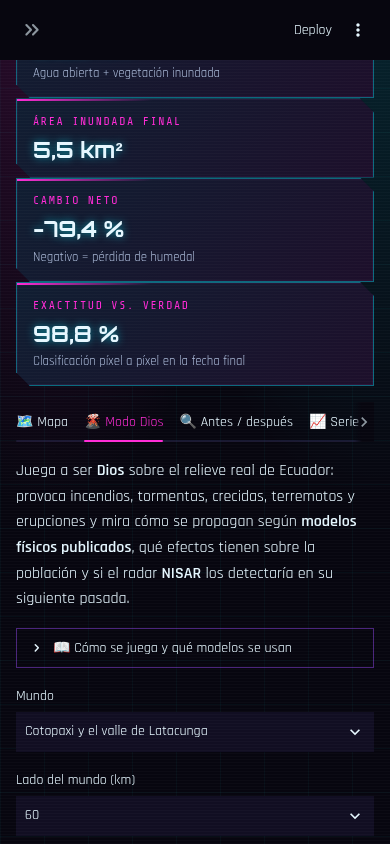 Deploy
Agua abierta + vegetación inundada
ÁREA INUNDADA FINAL
5,5 km²
CAMBIO NETO
-79,4 %
Negativo = pérdida de humedal
EXACTITUD VS. VERDAD
98,8 %
Clasificación píxel a píxel en la fecha final
Mapa Modo Dios Antes / después Serie
Juega a ser Dios sobre el relieve real de Ecuador:
provoca incendios, tormentas, crecidas, terremotos y
erupciones y mira cómo se propagan según modelos
físicos publicados, qué efectos tienen sobre la
población y si el radar NISAR los detectaría en su
siguiente pasada.
Cómo se juega y qué modelos se usan
Mundo
Cotopaxi y el valle de Latacunga
Lado del mundo (km)
60